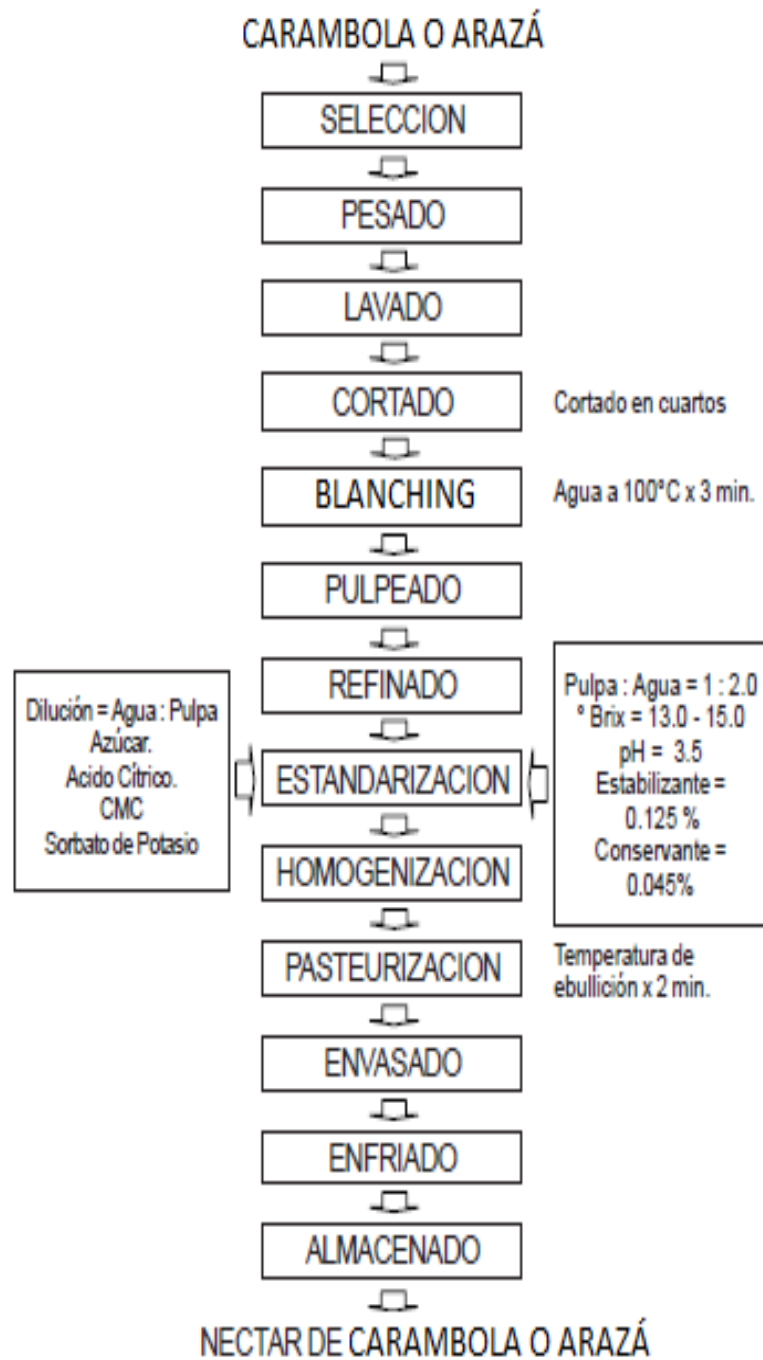 CARAMBOLA O ARAZÁ
SELECCION
PESADO
LAVADO
CORTADO
Cortado en cuartos
BLANCHING
Agua a 100°C x 3 min.
PULPEADO
REFINADO
Dilución = Agua : Pulpa
Azúcar.
Acido Cítrico.
CMC
Sorbato de Potasio
ESTANDARIZACION
Pulpa : Agua = 1 : 2.0
° Brix = 13.0 - 15.0
pH = 3.5
Estabilizante =
0.125 %
Conservante =
0.045%
HOMOGENIZACION
PASTEURIZACION
Temperatura de
ebullición x 2 min.
ENVASADO
ENFRIADO
ALMACENADO
NECTAR DE CARAMBOLA O ARAZÁ